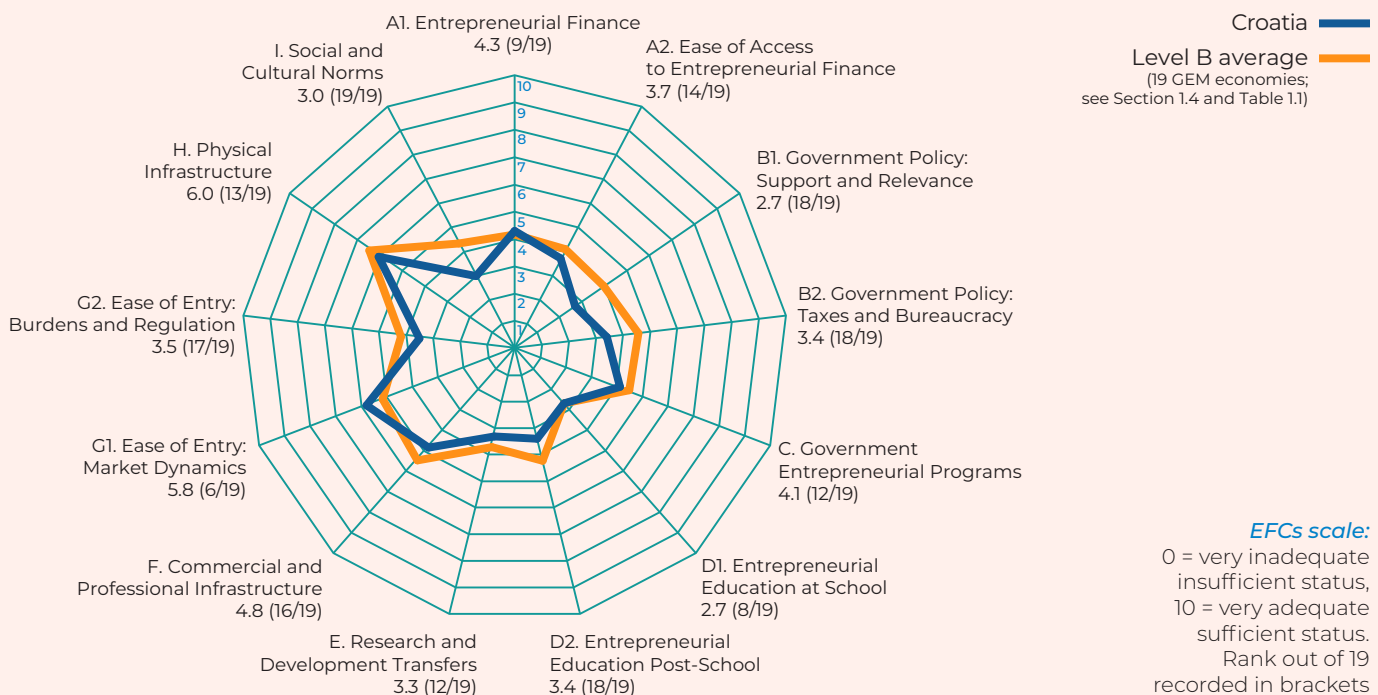 A1. Entrepreneurial Finance
4.3 (9/19)
A2. Ease of Access
to Entrepreneurial Finance
3.7 (14/19)
B1. Government Policy:
Support and Relevance
2.7 (18/19)
B2. Government Policy:
Taxes and Bureaucracy
3.4 (18/19)
C. Government
Entrepreneurial Programs
4.1 (12/19)
D1. Entrepreneurial
Education at School
2.7 (8/19)
D2. Entrepreneurial
Education Post-School
3.4 (18/19)
E. Research and
Development Transfers
3.3 (12/19)
F. Commercial and
Professional Infrastructure
4.8 (16/19)
G1. Ease of Entry:
Market Dynamics
5.8 (6/19)
G2. Ease of Entry:
Burdens and Regulation
3.5 (17/19)
H. Physical
Infrastructure
6.0 (13/19)
I. Social and
Cultural Norms
3.0 (19/19)
10
9
8
7
6
5
4
3
2
1
Croatia
Level B average
(19 GEM economies;
see Section 1.4 and Table 1.1)
EFCs scale:
0 = very inadequate
insufficient status,
10 = very adequate
sufficient status.
Rank out of 19
recorded in brackets